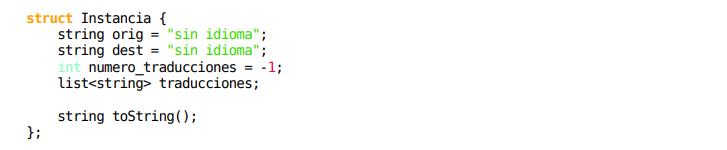 struct Instancia {
    string orig = "sin idioma";
    string dest = "sin idioma";
    int numero_traducciones = -1;
    list<string> traducciones;

    string toString();
};